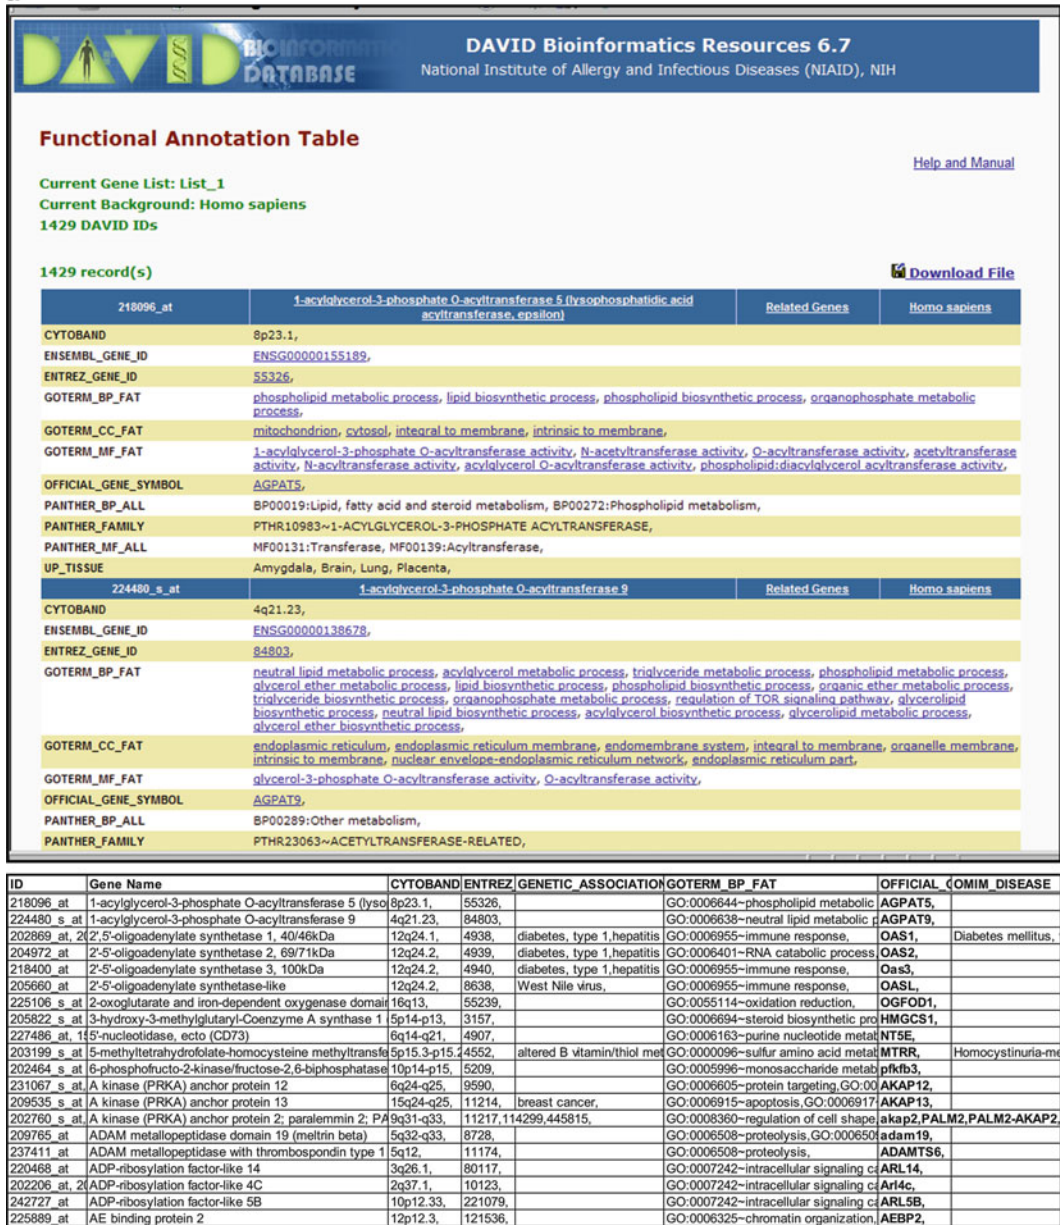 DAVID BIOINFORMATICS DATABASE
DAVID Bioinformatics Resources 6.7
National Institute of Allergy and Infectious Diseases (NIAID), NIH
Functional Annotation Table
Help and Manual
Current Gene List: List_1
Current Background: Homo sapiens
1429 DAVID IDs
1429 record(s)
Download File
218096_at 1-acylglycerol-3-phosphate O-acyltransferase 5 (lysophosphatidic acid acyltransferase, epsilon) Related Genes Homo sapiens
CYTOBAND 8p23.1,
ENSEMBL_GENE_ID ENSG00000155189,
ENTREZ_GENE_ID 55326,
GOTERM_BP_FAT phospholipid metabolic process, lipid biosynthetic process, phospholipid biosynthetic process, organophosphate metabolic
process,
GOTERM_CC_FAT mitochondrion, cytosol, integral to membrane, intrinsic to membrane,
GOTERM_MF_FAT 1-acylglycerol-3-phosphate O-acyltransferase activity, N-acetyltransferase activity, O-acyltransferase activity, acetyltransferase
activity, N-acyltransferase activity, acylglycerol O-acyltransferase activity, phospholipid:diacylglycerol acyltransferase activity,
OFFICIAL_GENE_SYMBOL AGPAT5,
PANTHER_BP_ALL BP00019:Lipid, fatty acid and steroid metabolism, BP00272:Phospholipid metabolism,
PANTHER_FAMILY PTHR10983~1-ACYLGLYCEROL-3-PHOSPHATE ACYLTRANSFERASE,
PANTHER_MF_ALL MF00131:Transferase, MF00139:Acyltransferase,
UP_TISSUE Amygdala, Brain, Lung, Placenta,
224480_s_at 1-acylglycerol-3-phosphate O-acyltransferase 9 Related Genes Homo sapiens
CYTOBAND 4q21.23,
ENSEMBL_GENE_ID ENSG00000138678,
ENTREZ_GENE_ID 84803,
GOTERM_BP_FAT neutral lipid metabolic process, acylglycerol metabolic process, triglyceride metabolic process, phospholipid metabolic process,
glycerol ether metabolic process, lipid biosynthetic process, phospholipid biosynthetic process, organic ether metabolic process,
triglyceride biosynthetic process, organophosphate metabolic process, regulation of TOR signaling pathway, glycerolipid
biosynthetic process, neutral lipid biosynthetic process, acylglycerol biosynthetic process, glycerolipid metabolic process,
glycerol ether biosynthetic process,
GOTERM_CC_FAT endoplasmic reticulum, endoplasmic reticulum membrane, endomembrane system, integral to membrane, organelle membrane,
intrinsic to membrane, nuclear envelope-endoplasmic reticulum network, endoplasmic reticulum part,
GOTERM_MF_FAT glycerol-3-phosphate O-acyltransferase activity, O-acyltransferase activity,
OFFICIAL_GENE_SYMBOL AGPAT9,
PANTHER_BP_ALL BP00289:Other metabolism,
PANTHER_FAMILY PTHR23063~ACETYLTRANSFERASE-RELATED,
ID Gene Name CYTOBAND ENTREZ GENETIC_ASSOCIATION GOTERM_BP_FAT OFFICIAL_G OMIM_DISEASE
218096_at 1-acylglycerol-3-phosphate O-acyltransferase 5 (lyso 8p23.1, 55326, GO:0006644~phospholipid metabolic AGPAT5,
224480_s_at 1-acylglycerol-3-phosphate O-acyltransferase 9 4q21.23, 84803, GO:0006638~neutral lipid metabolic p AGPAT9,
202869_at, 20 2',5'-oligoadenylate synthetase 1, 40/46kDa 12q24.1, 4938, diabetes, type 1,hepatitis GO:0006955~immune response, OAS1, Diabetes mellitus,
204972_at 2'-5'-oligoadenylate synthetase 2, 69/71kDa 12q24.2, 4939, diabetes, type 1,hepatitis GO:0006401~RNA catabolic process, OAS2,
218400_at 2'-5'-oligoadenylate synthetase 3, 100kDa 12q24.2, 4940, diabetes, type 1,hepatitis GO:0006955~immune response, Oas3,
205660_at 2'-5'-oligoadenylate synthetase-like 12q24.2, 8638, West Nile virus, GO:0006955~immune response, OASL,
225106_s_at 2-oxoglutarate and iron-dependent oxygenase domain 16q13, 55239, GO:0055114~oxidation reduction, OGFOD1,
205822_s_at 3-hydroxy-3-methylglutaryl-Coenzyme A synthase 1 ( 5p14-p13, 3157, GO:0006694~steroid biosynthetic pro HMGCS1,
227486_at, 15 5'-nucleotidase, ecto (CD73) 6q14-q21, 4907, GO:0006163~purine nucleotide metab NT5E,
203199_s_at 5-methyltetrahydrofolate-homocysteine methyltransfe 5p15.3-p15.2 4552, altered B vitamin/thiol met GO:0000096~sulfur amino acid metab MTRR, Homocystinuria-me
202464_s_at 6-phosphofructo-2-kinase/fructose-2,6-biphosphatase 10p14-p15, 5209, GO:0005996~monosaccharide metab pfkfb3,
231067_s_at, A kinase (PRKA) anchor protein 12 6q24-q25, 9590, GO:0006605~protein targeting,GO:00 AKAP12,
209535_s_at A kinase (PRKA) anchor protein 13 15q24-q25, 11214, breast cancer, GO:0006915~apoptosis,GO:0006917 AKAP13,
202760_s_at, A kinase (PRKA) anchor protein 2; paralemmin 2; PA 9q31-q33, 11217,114299,445815, GO:0008360~regulation of cell shape, akap2,PALM2,PALM2-AKAP2,
209765_at ADAM metallopeptidase domain 19 (meltrin beta) 5q32-q33, 8728, GO:0006508~proteolysis,GO:000650 adam19,
237411_at ADAM metallopeptidase with thrombospondin type 1 5q12, 11174, GO:0006508~proteolysis, ADAMTS6,
220468_at ADP-ribosylation factor-like 14 3q26.1, 80117, GO:0007242~intracellular signaling ca ARL14,
202206_at, 20 ADP-ribosylation factor-like 4C 2q37.1, 10123, GO:0007242~intracellular signaling ca Arl4c,
242727_at ADP-ribosylation factor-like 5B 10p12.33, 221079, GO:0007242~intracellular signaling ca ARL5B,
225889_at AE binding protein 2 12p12.3, 121536, GO:0006325~chromatin organization, AEBP2,